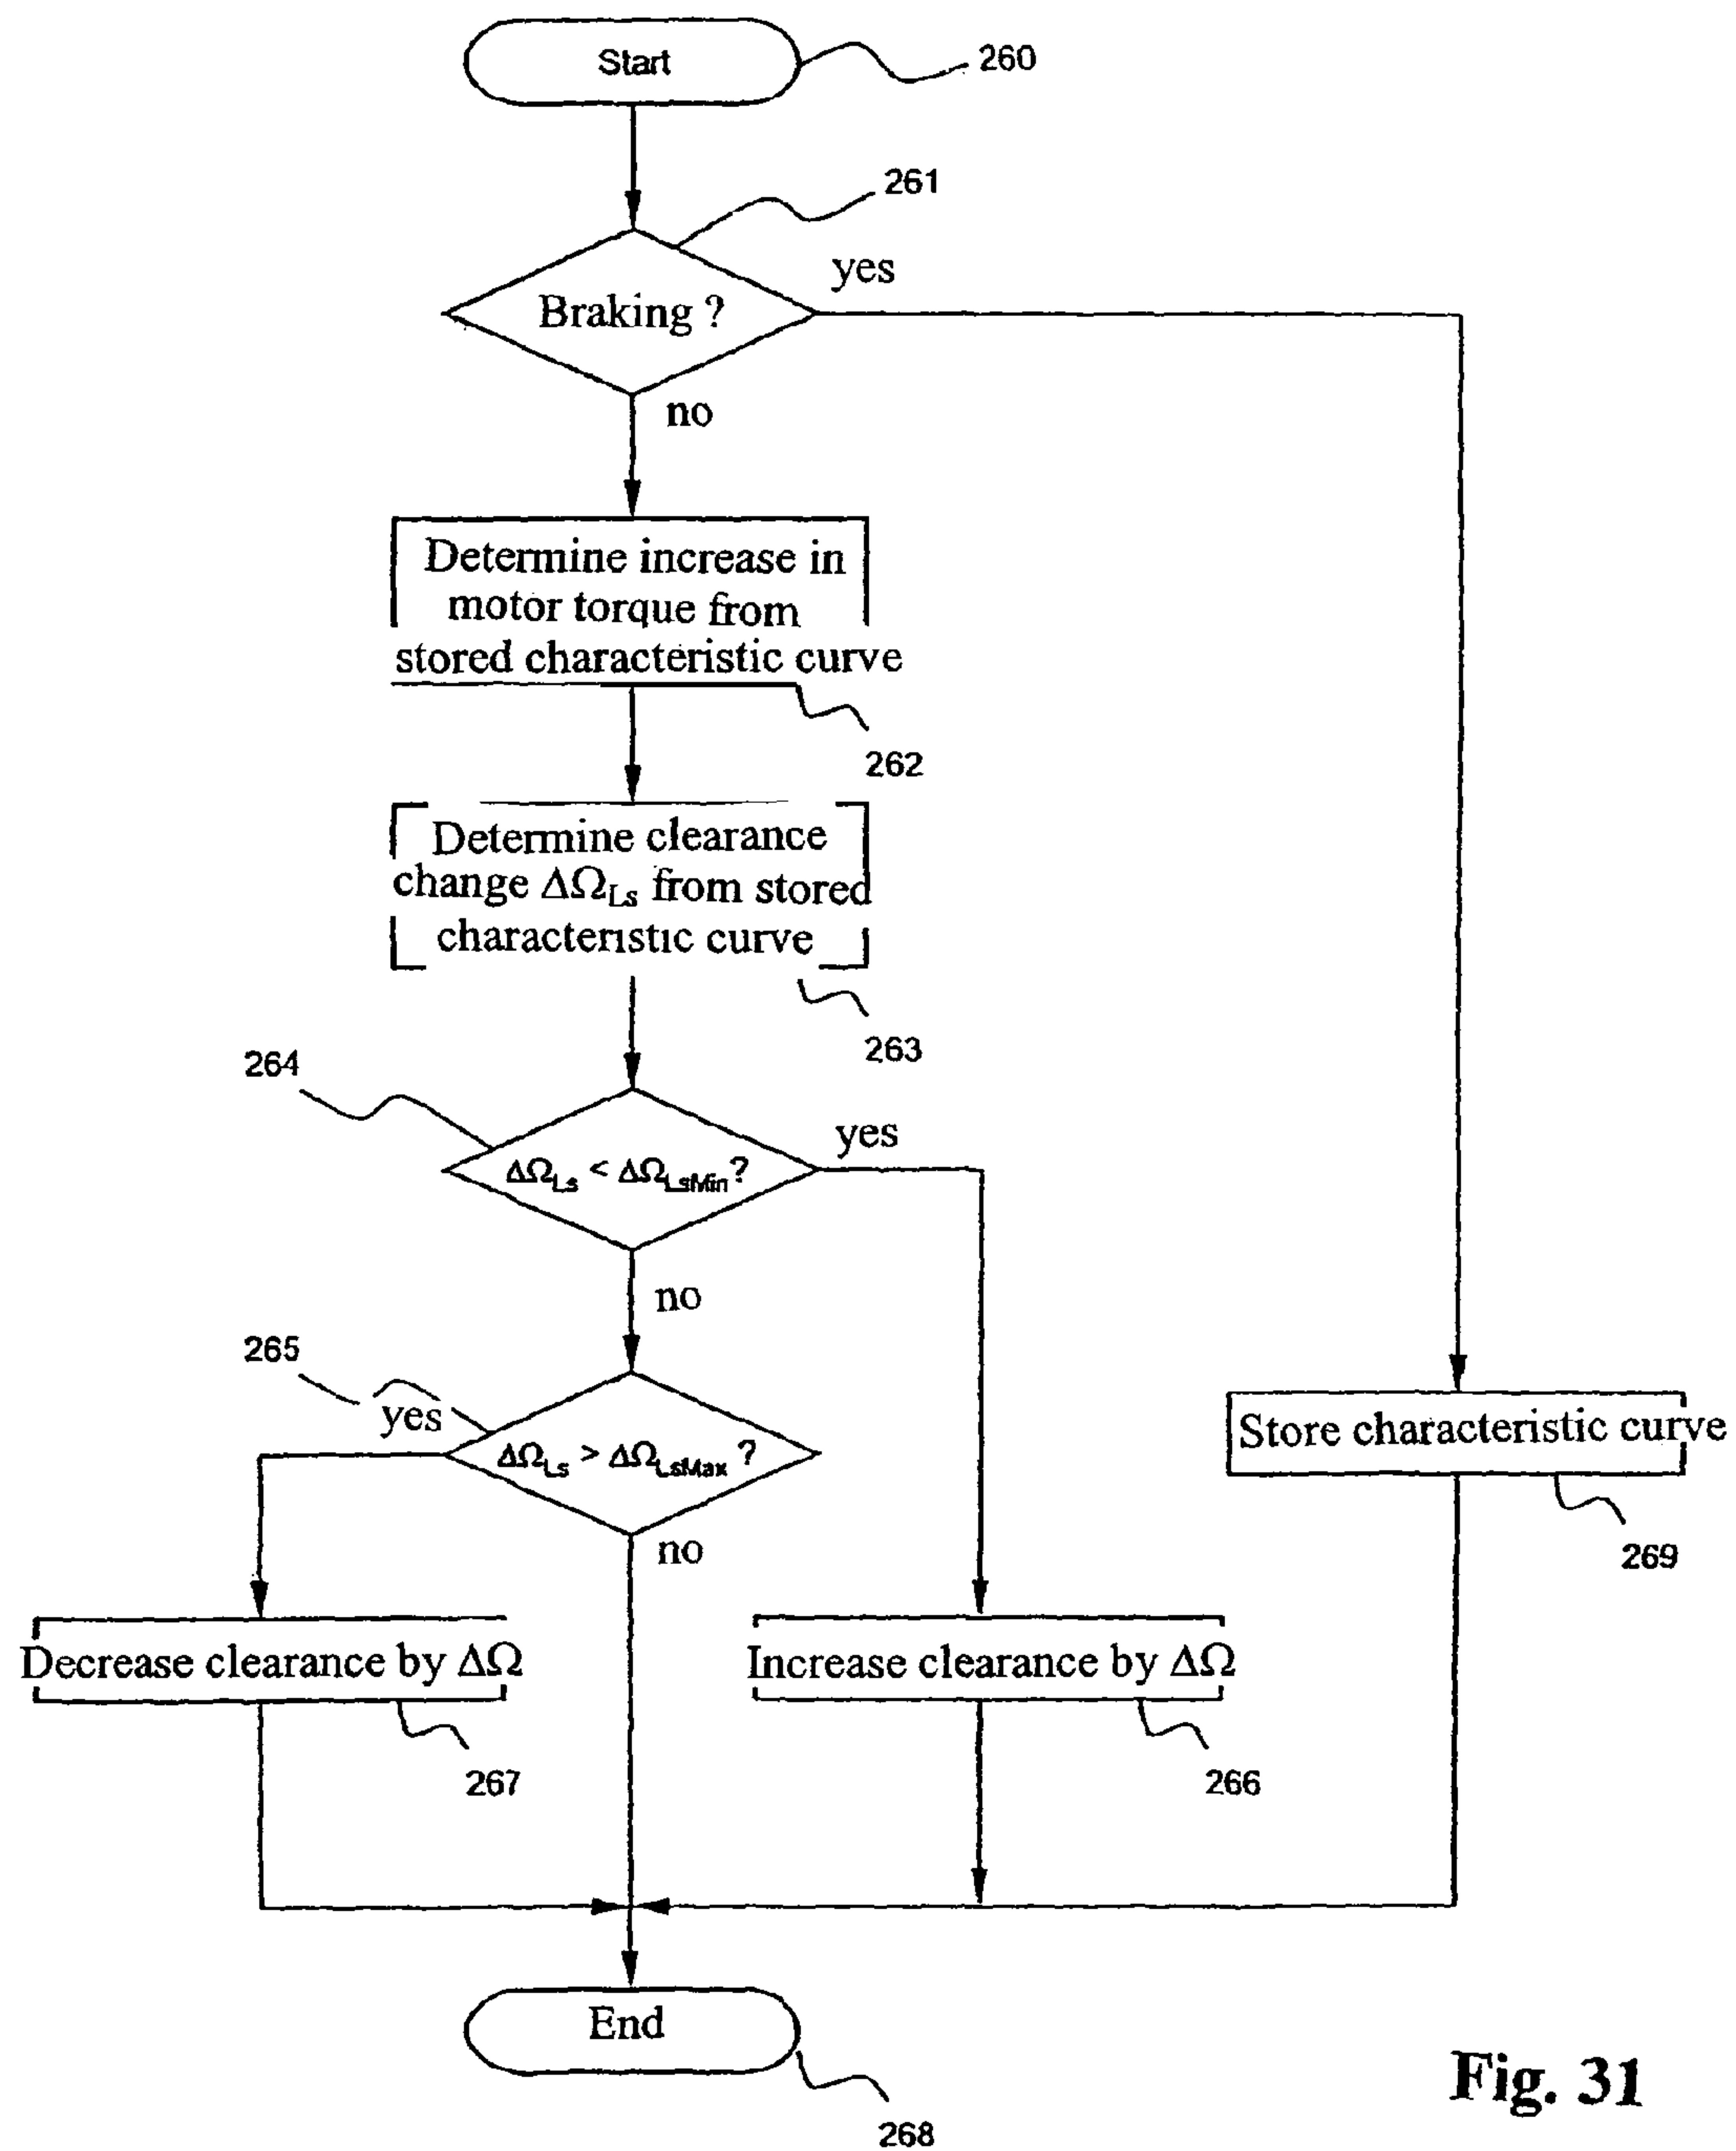 Start
260
261
yes
Braking ?
no
Determine increase in
motor torque from
stored characteristic curve
262
Determine clearance
change ΔΩLs from stored
characteristic curve
263
264
yes
ΔΩLs < ΔΩLsMin?
no
265
yes
ΔΩLs > ΔΩLsMax ?
no
Store characteristic curve
269
Decrease clearance by ΔΩ
267
Increase clearance by ΔΩ
266
End
268
Fig. 31